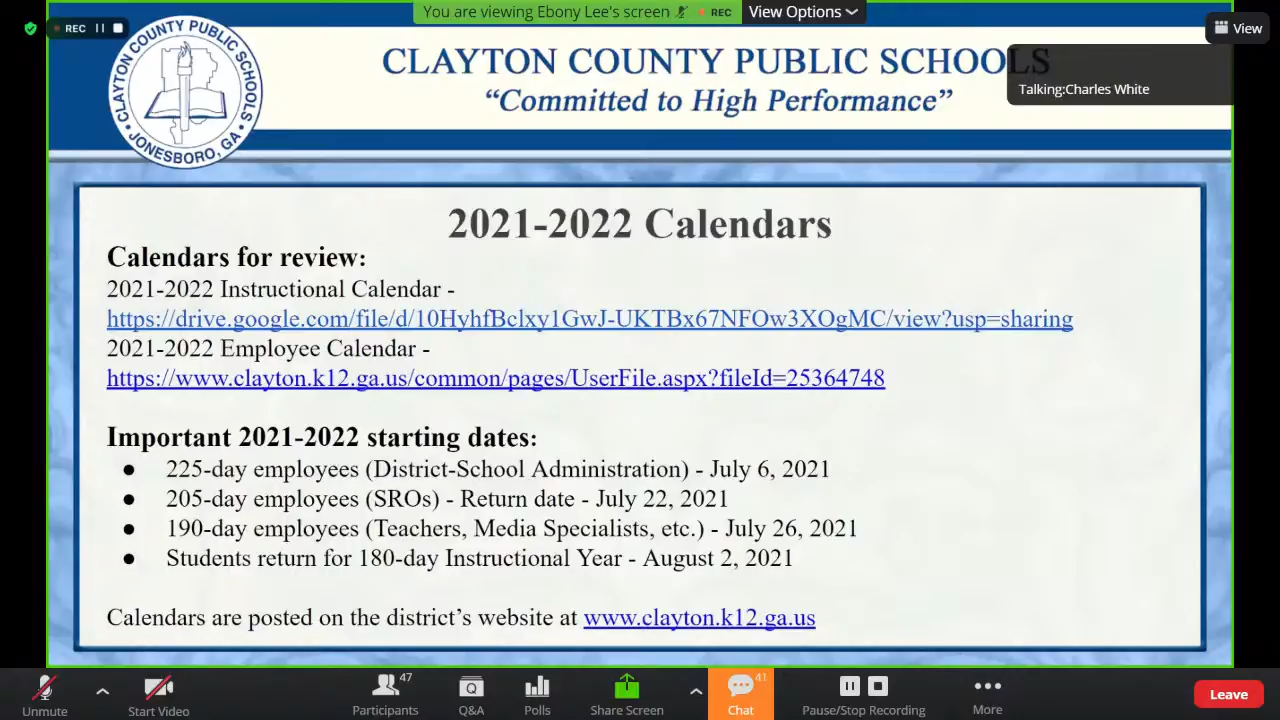 You are viewing Ebony Lee's screen REC View Options
REC
View
CLAYTON COUNTY PUBLIC SCHOOLS
JONESBORO, GA.
CLAYTON COUNTY PUBLIC SCHOOLS
"Committed to High Performance"
Talking:Charles White
2021-2022 Calendars
Calendars for review:
2021-2022 Instructional Calendar -
https://drive.google.com/file/d/10HyhfBclxy1GwJ-UKTBx67NFOw3XOgMC/view?usp=sharing
2021-2022 Employee Calendar -
https://www.clayton.k12.ga.us/common/pages/UserFile.aspx?fileId=25364748
Important 2021-2022 starting dates:
● 225-day employees (District-School Administration) - July 6, 2021
● 205-day employees (SROs) - Return date - July 22, 2021
● 190-day employees (Teachers, Media Specialists, etc.) - July 26, 2021
● Students return for 180-day Instructional Year - August 2, 2021
Calendars are posted on the district's website at www.clayton.k12.ga.us
47 Q 41
Unmute Start Video Participants Q&A Polls Share Screen Chat Pause/Stop Recording More Leave